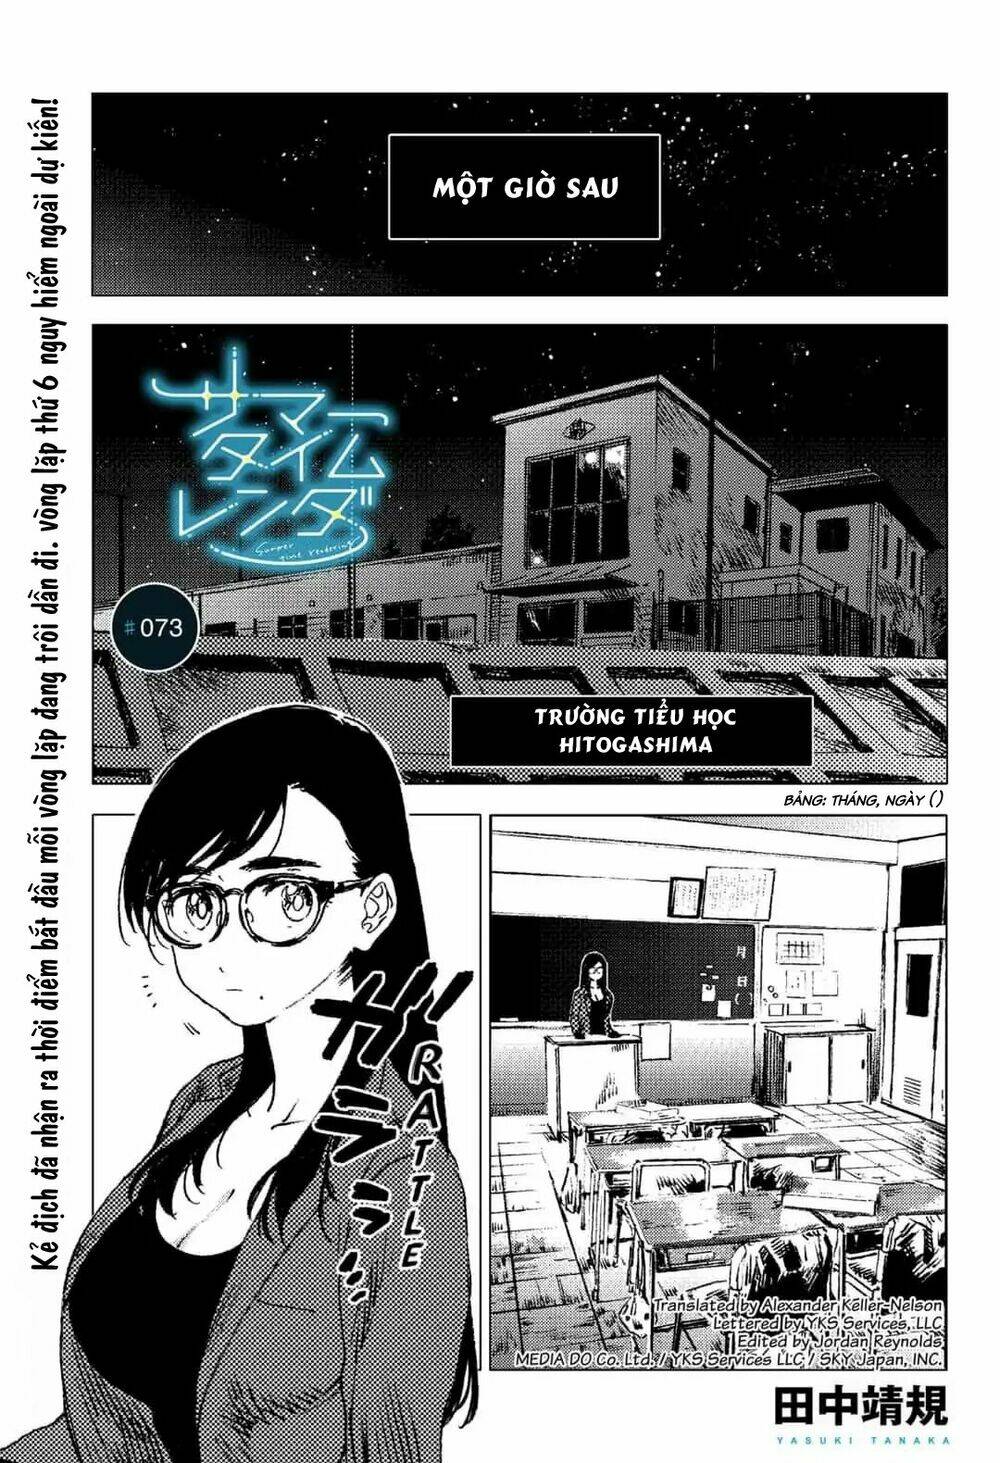 Kẻ địch đã nhận ra thời điểm bắt đầu mỗi vòng lặp đang trôi dần đi. vòng lặp thứ 6 nguy hiểm ngoài dự kiến!
MỘT GIỜ SAU
サマータイムレンダ
Summer
time rendering
#073
TRƯỜNG TIỂU HỌC
HITOGASHIMA
BẢNG: THÁNG, NGÀY ()
月
日
()
ガララララ
RATTLE
Translated by Alexander Keller-Nelson
Lettered by YKS Services, LLC
Edited by Jordan Reynolds
MEDIA DO Co. Ltd. / YKS Services LLC / SKY Japan, INC.
田中靖規
YASUKI TANAKA